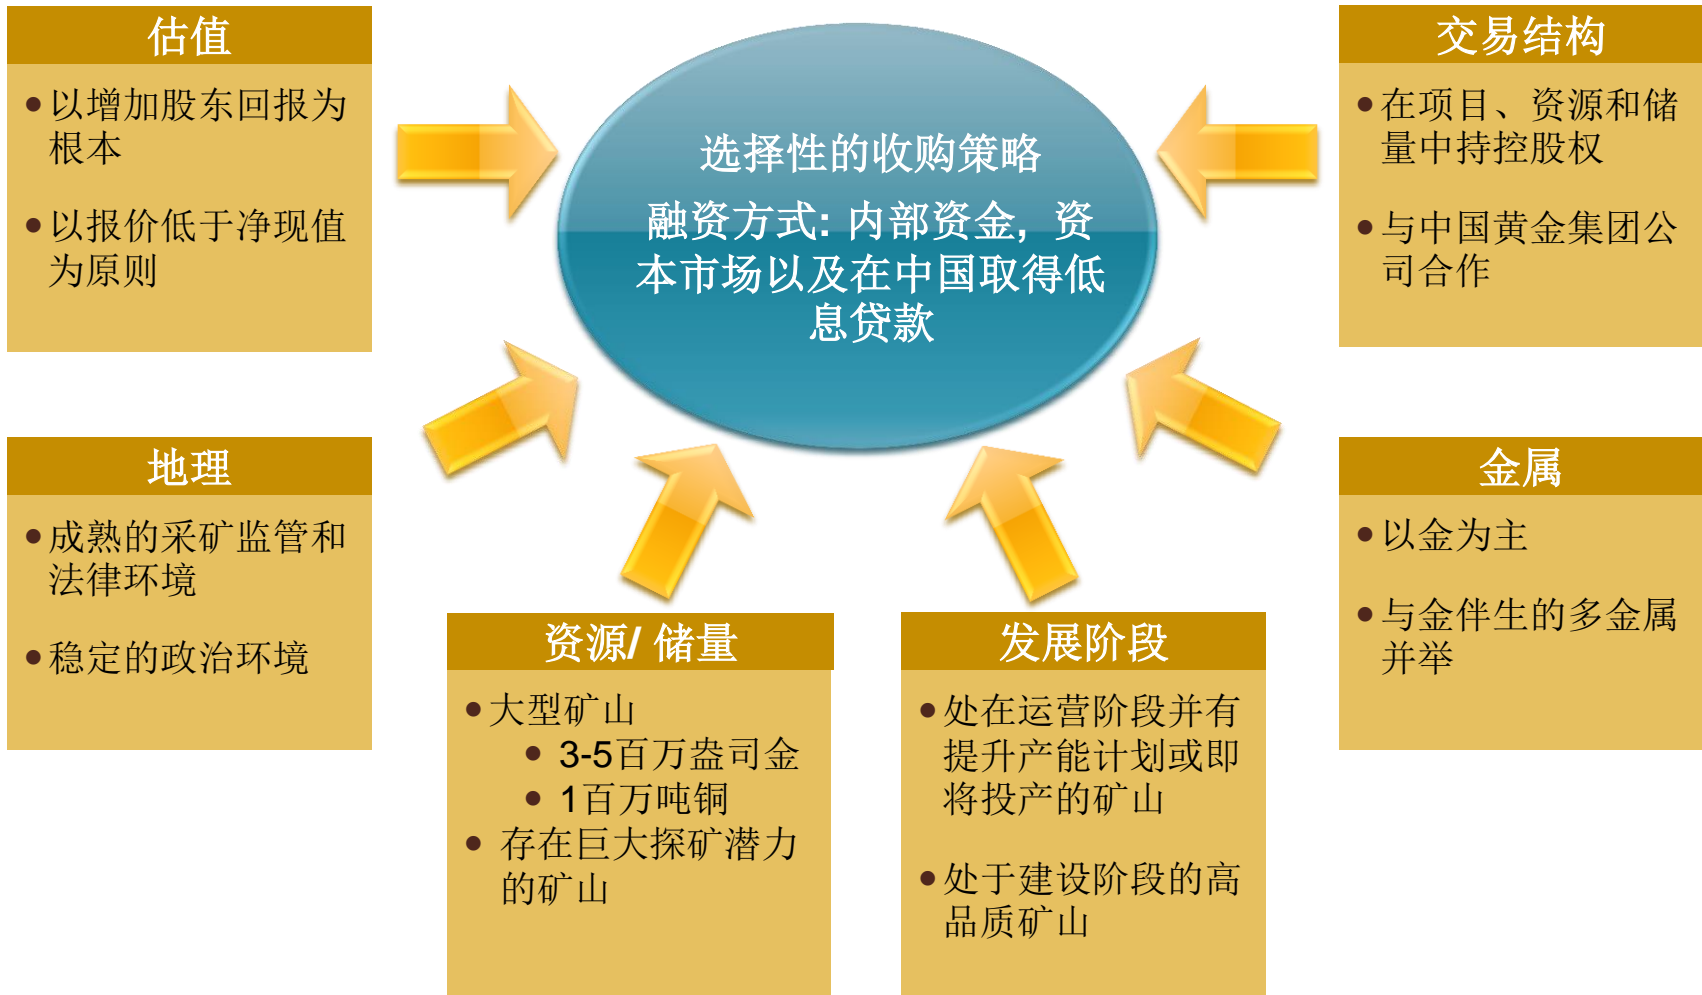 估值
•以增加股东回报为
根本
•以报价低于净现值
为原则
选择性的收购策略
融资方式: 内部资金, 资
本市场以及在中国取得低
息贷款
交易结构
•在项目、资源和储
量中持控股权
•与中国黄金集团公
司合作
地理
•成熟的采矿监管和
法律环境
•稳定的政治环境
资源/ 储量
•大型矿山
• 3-5百万盎司金
• 1百万吨铜
• 存在巨大探矿潜力
的矿山
发展阶段
•处在运营阶段并有
提升产能计划或即
将投产的矿山
•处于建设阶段的高
品质矿山
金属
•以金为主
•与金伴生的多金属
并举